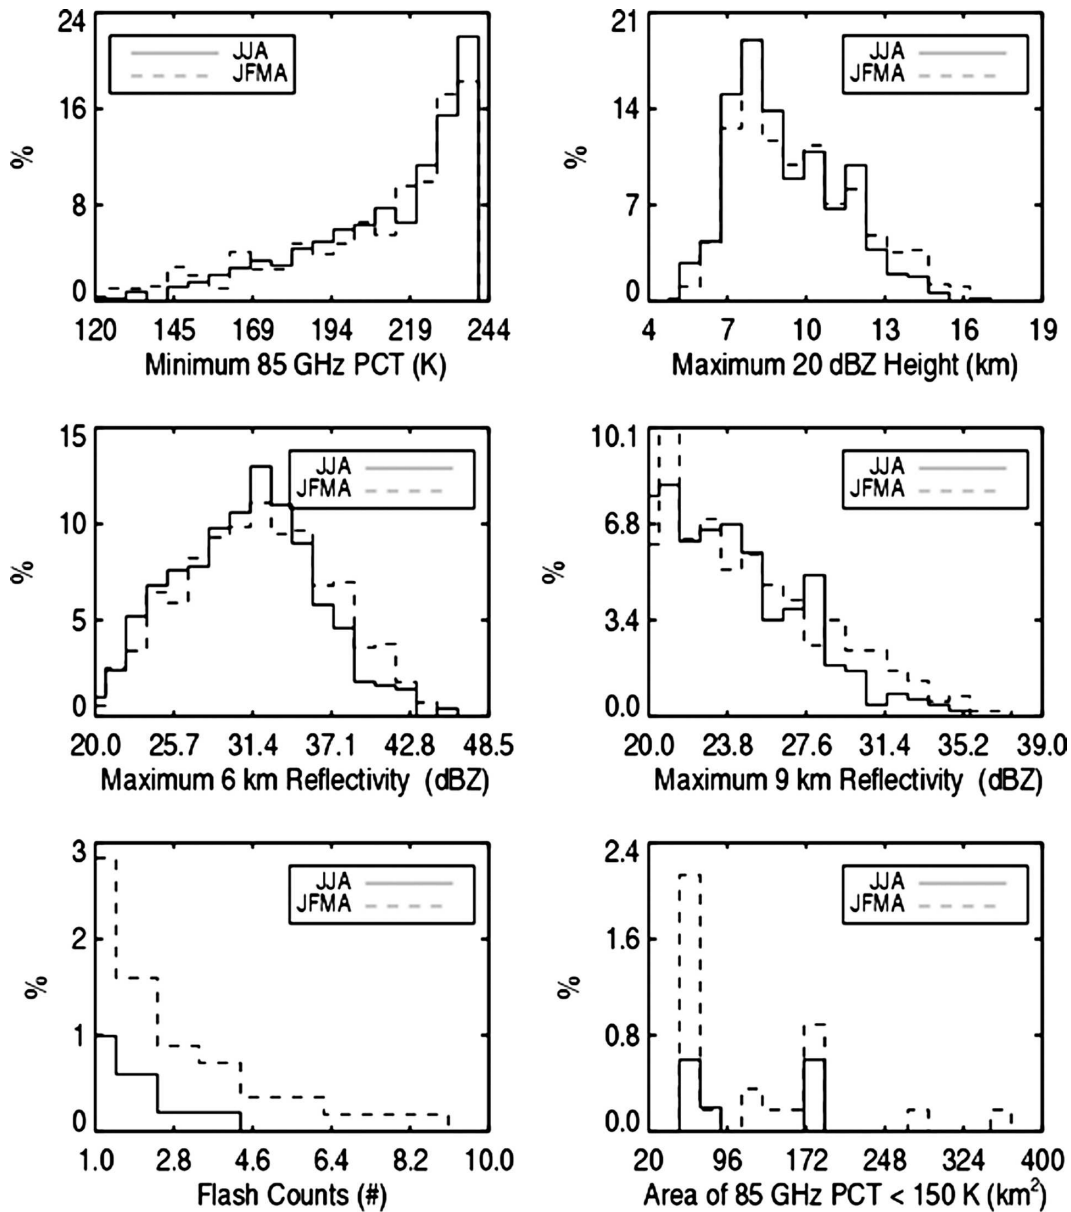 24
16
8
0
%
JJA
JFMA
120 145 169 194 219 244
Minimum 85 GHz PCT (K)
21
14
7
0
%
JJA
JFMA
4 7 10 13 16 19
Maximum 20 dBZ Height (km)
15
10
5
0
%
JJA
JFMA
20.0 25.7 31.4 37.1 42.8 48.5
Maximum 6 km Reflectivity (dBZ)
10.1
6.8
3.4
0.0
%
JJA
JFMA
20.0 23.8 27.6 31.4 35.2 39.0
Maximum 9 km Reflectivity (dBZ)
3
2
1
0
%
JJA
JFMA
1.0 2.8 4.6 6.4 8.2 10.0
Flash Counts (#)
2.4
1.6
0.8
0.0
%
JJA
JFMA
20 96 172 248 324 400
Area of 85 GHz PCT < 150 K (km²)